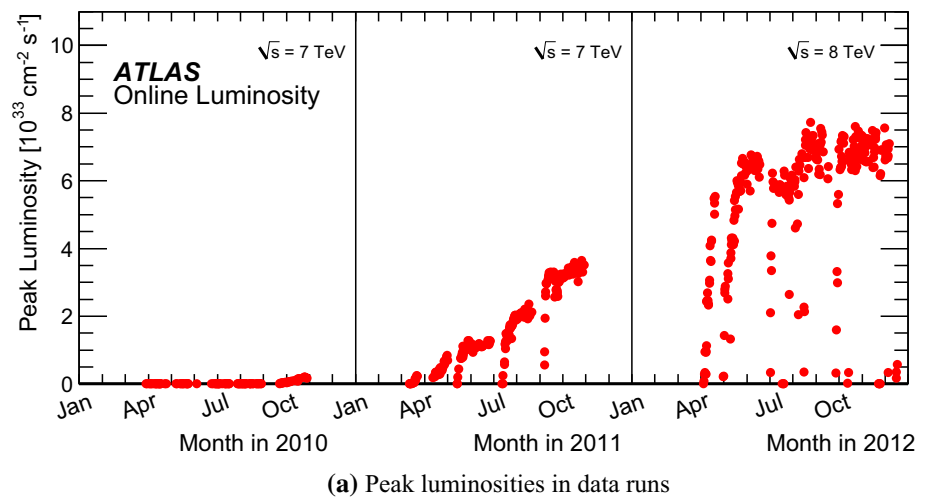 √s = 7 TeV
√s = 7 TeV
√s = 8 TeV
ATLAS
Online Luminosity
Peak Luminosity [10³³ cm⁻² s⁻¹]
10
8
6
4
2
0
Jan Apr Jul Oct Jan Apr Jul Oct Jan Apr Jul Oct
Month in 2010 Month in 2011 Month in 2012
(a) Peak luminosities in data runs